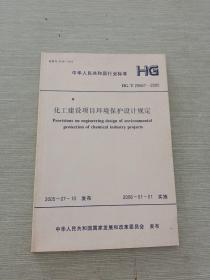 中华人民共和国行业标准
HG
HG/T 20667-2005
化工建设项目环境保护设计规定
Provisions on engineering design of environmental
protection of chemical industry projects
2005-07-10 发布
2006-01-01 实施
中华人民共和国国家发展和改革委员会 发布